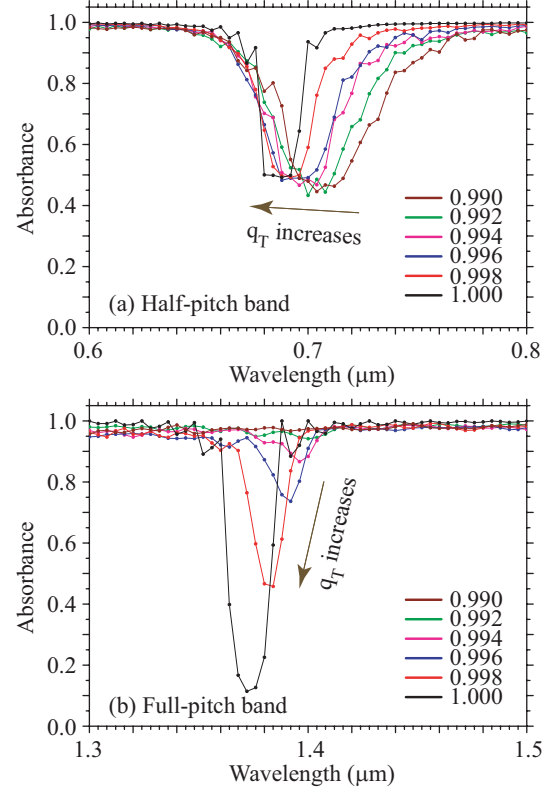 1.0
0.8
0.6
0.4
0.2
0.0
Absorbance
q_T increases
0.990
0.992
0.994
0.996
0.998
1.000
(a) Half-pitch band
0.6 0.7 0.8
Wavelength (μm)
1.0
0.8
0.6
0.4
0.2
0.0
Absorbance
q_T increases
0.990
0.992
0.994
0.996
0.998
1.000
(b) Full-pitch band
1.3 1.4 1.5
Wavelength (μm)